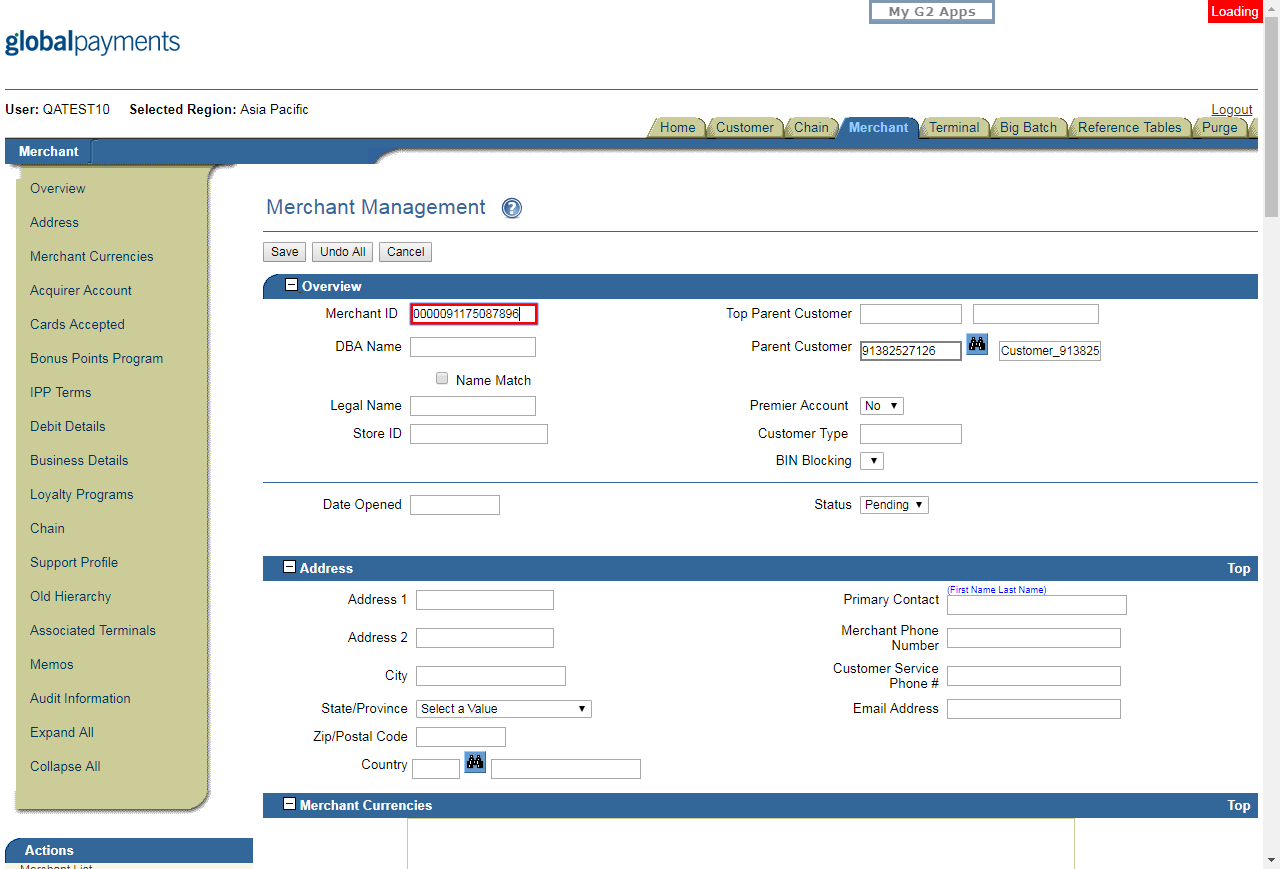 My G2 Apps
Loading
globalpayments
User: QATEST10 Selected Region: Asia Pacific
Logout
Home Customer Chain Merchant Terminal Big Batch Reference Tables Purge
Merchant
Overview
Address
Merchant Currencies
Acquirer Account
Cards Accepted
Bonus Points Program
IPP Terms
Debit Details
Business Details
Loyalty Programs
Chain
Support Profile
Old Hierarchy
Associated Terminals
Memos
Audit Information
Expand All
Collapse All
Actions
Merchant List
Merchant Management ?
Save Undo All Cancel
Overview
Merchant ID 0000091175087896 Top Parent Customer
DBA Name Parent Customer 91382527126 Customer_913825
Name Match
Legal Name Premier Account No
Store ID Customer Type
BIN Blocking
Date Opened Status Pending
Address Top
(First Name Last Name)
Address 1 Primary Contact
Address 2 Merchant Phone
Number
City Customer Service
Phone #
State/Province Select a Value Email Address
Zip/Postal Code
Country
Merchant Currencies Top